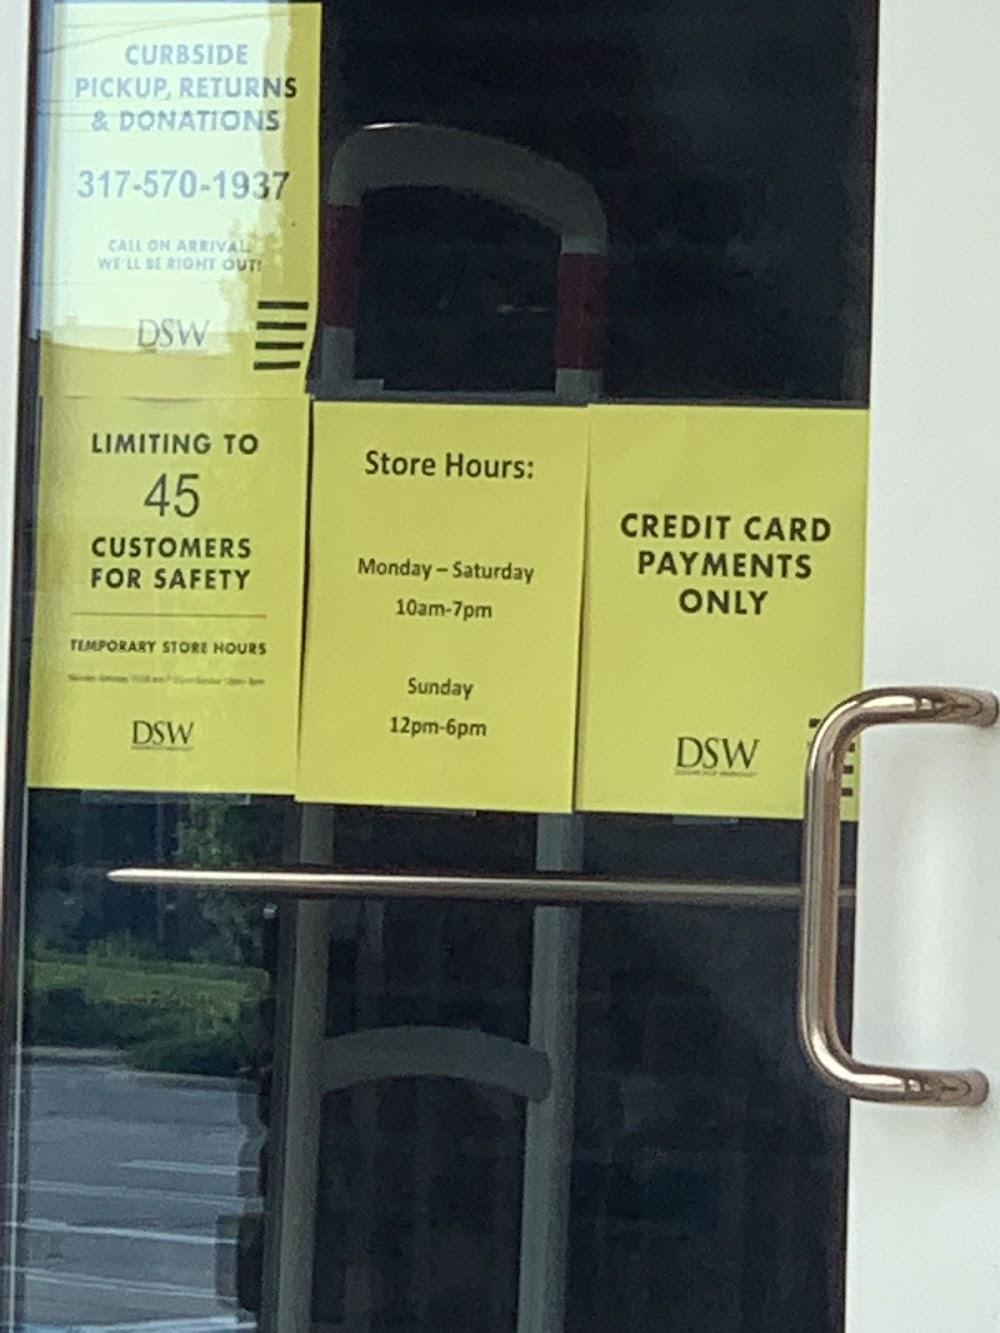 CURBSIDE
PICKUP, RETURNS
& DONATIONS
317-570-1937
CALL ON ARRIVAL,
WE'LL BE RIGHT OUT!
DSW
LIMITING TO
45
CUSTOMERS
FOR SAFETY
TEMPORARY STORE HOURS
DSW
Store Hours:
Monday – Saturday
10am-7pm
Sunday
12pm-6pm
CREDIT CARD
PAYMENTS
ONLY
DSW